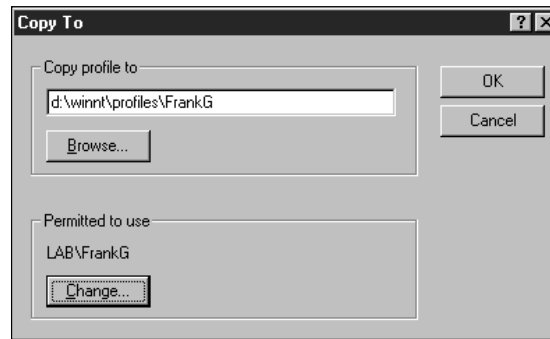 Copy To
Copy profile to
d:\winnt\profiles\FrankG
Browse...
OK
Cancel
Permitted to use
LAB\FrankG
Change...